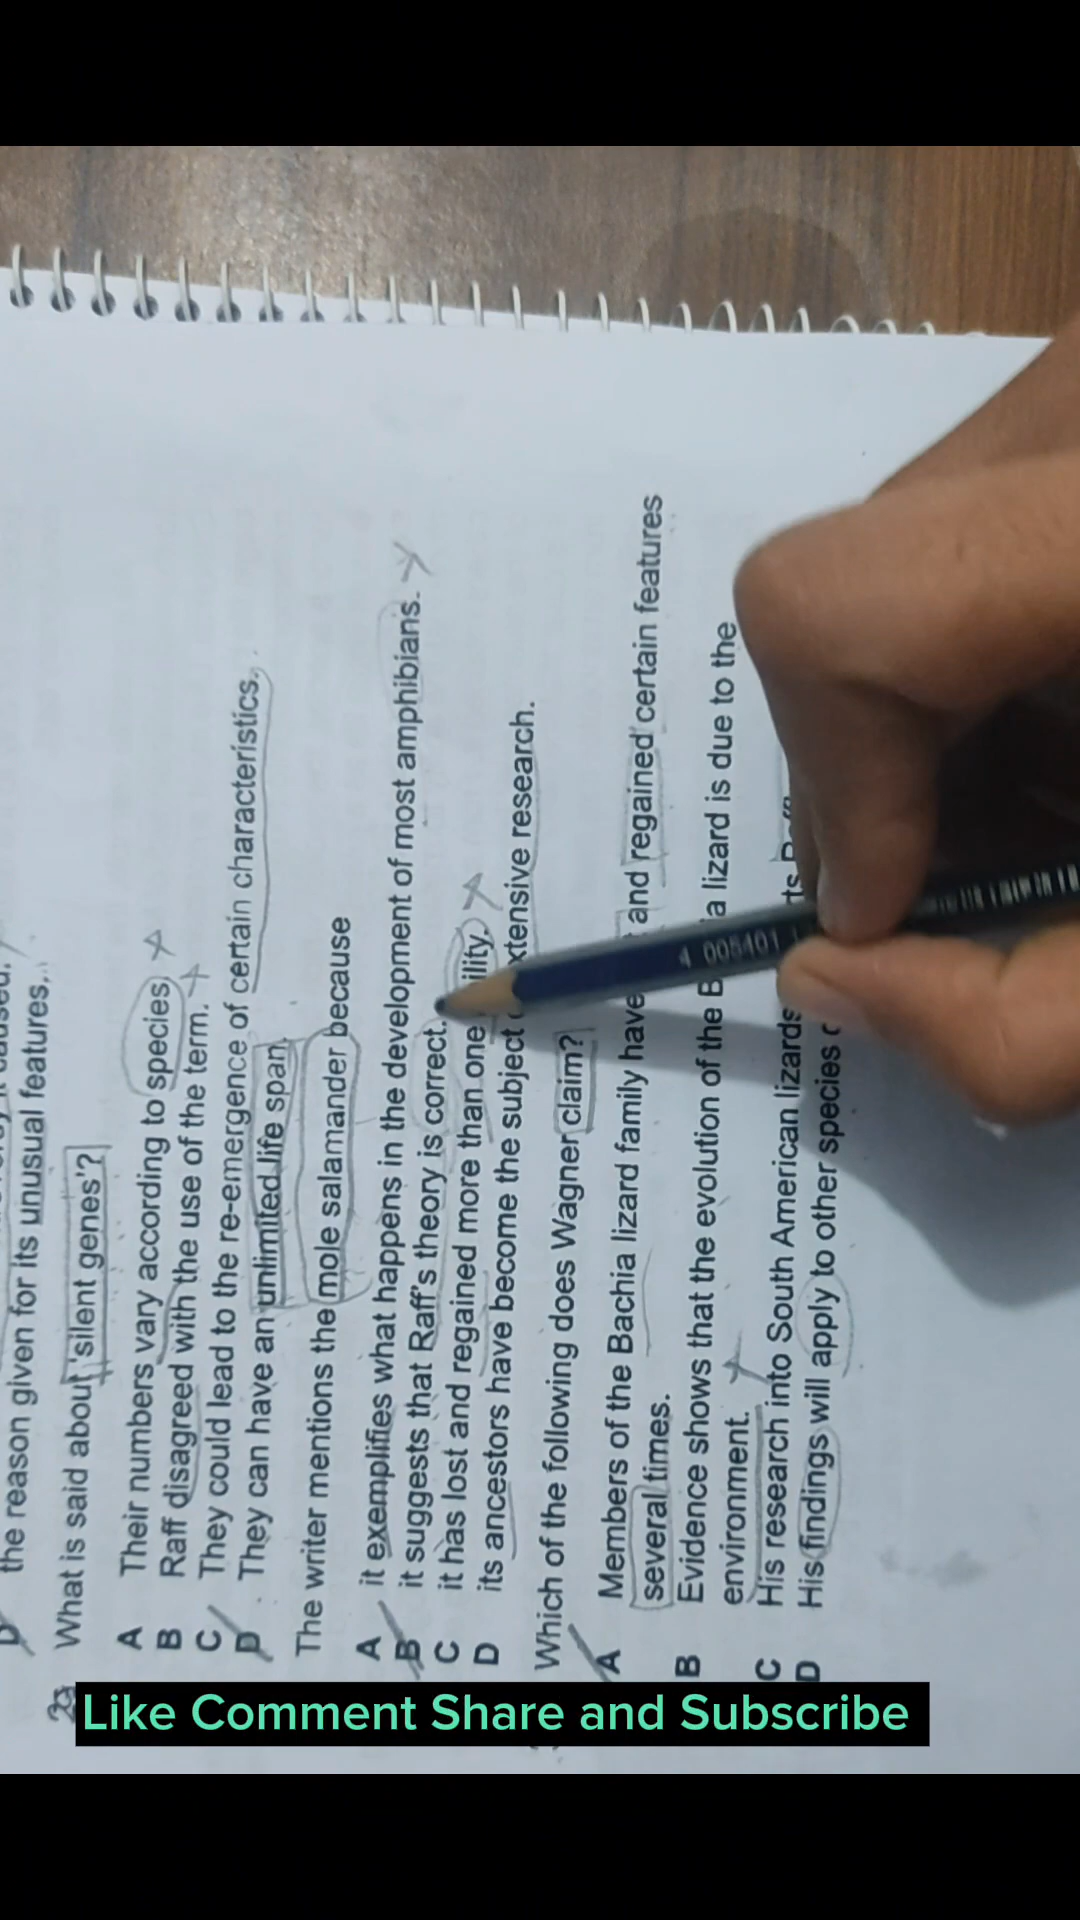 the reason given for its unusual features.
What is said about 'silent genes'?
A Their numbers vary according to species
B Raff disagreed with the use of the term.
C They could lead to the re-emergence of certain characteristics.
D They can have an unlimited life span.
The writer mentions the mole salamander because
A it exemplifies what happens in the development of most amphibians.
B it suggests that Raff's theory is correct.
C it has lost and regained more than one
D its ancestors have become the subject extensive research.
Which of the following does Wagner claim?
A Members of the Bachia lizard family have and regained certain features
several times.
B Evidence shows that the evolution of the lizard is due to the
environment.
C His research into South American lizards
D His findings will apply to other species
Like Comment Share and Subscribe